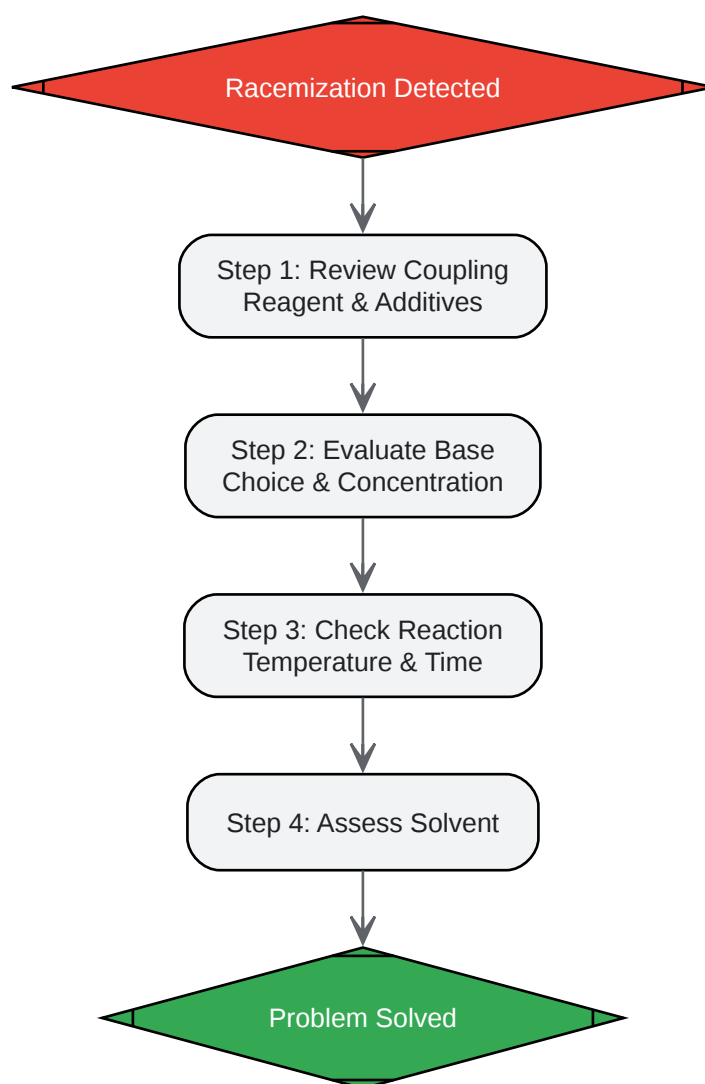 Racemization Detected
Step 1: Review Coupling
Reagent & Additives
Step 2: Evaluate Base
Choice & Concentration
Step 3: Check Reaction
Temperature & Time
Step 4: Assess Solvent
Problem Solved